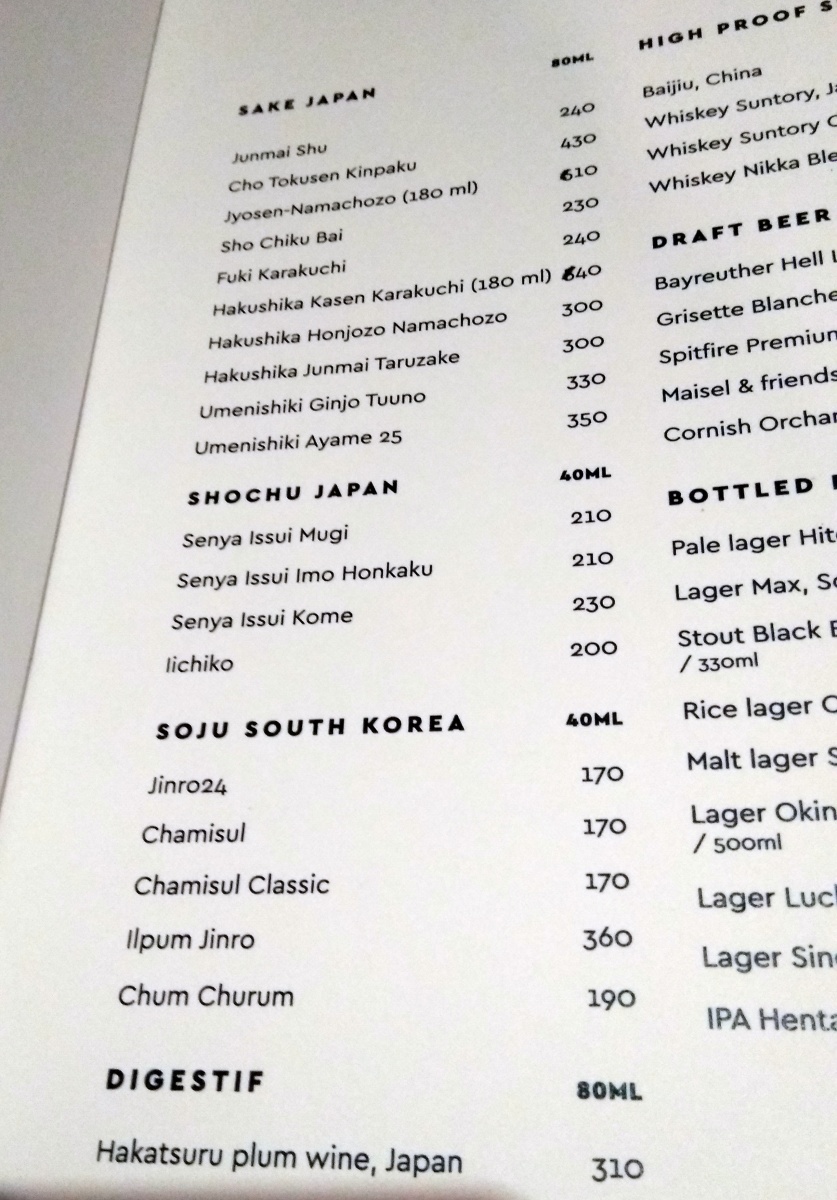 SAKE JAPAN 80ML
Junmai Shu 240
Cho Tokusen Kinpaku 430
Jyosen-Namachozo (180 ml) 610
Sho Chiku Bai 230
Fuki Karakuchi 240
Hakushika Kasen Karakuchi (180 ml) 640
Hakushika Honjozo Namachozo 300
Hakushika Junmai Taruzake 300
Umenishiki Ginjo Tuuno 330
Umenishiki Ayame 25 350
SHOCHU JAPAN 40ML
Senya Issui Mugi 210
Senya Issui Imo Honkaku 210
Senya Issui Kome 230
Iichiko 200
SOJU SOUTH KOREA 40ML
Jinro24 170
Chamisul 170
Chamisul Classic 170
Ilpum Jinro 360
Chum Churum 190
DIGESTIF 80ML
Hakatsuru plum wine, Japan 310
HIGH PROOF
Baijiu, China
Whiskey Suntory,
Whiskey Suntory
Whiskey Nikka
DRAFT BEER
Bayreuther Hell
Grisette Blanche
Spitfire
Maisel & friends
Cornish
BOTTLED
Pale lager
Lager Max,
Stout Black
/ 330ml
Rice lager
Malt lager
Lager
/ 500ml
Lager
Lager
IPA